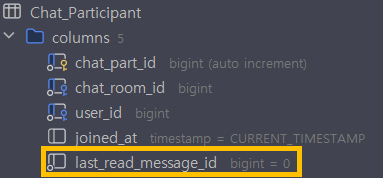 Chat_Participant
columns 5
chat_part_id bigint (auto increment)
chat_room_id bigint
user_id bigint
joined_at timestamp = CURRENT_TIMESTAMP
last_read_message_id bigint = 0